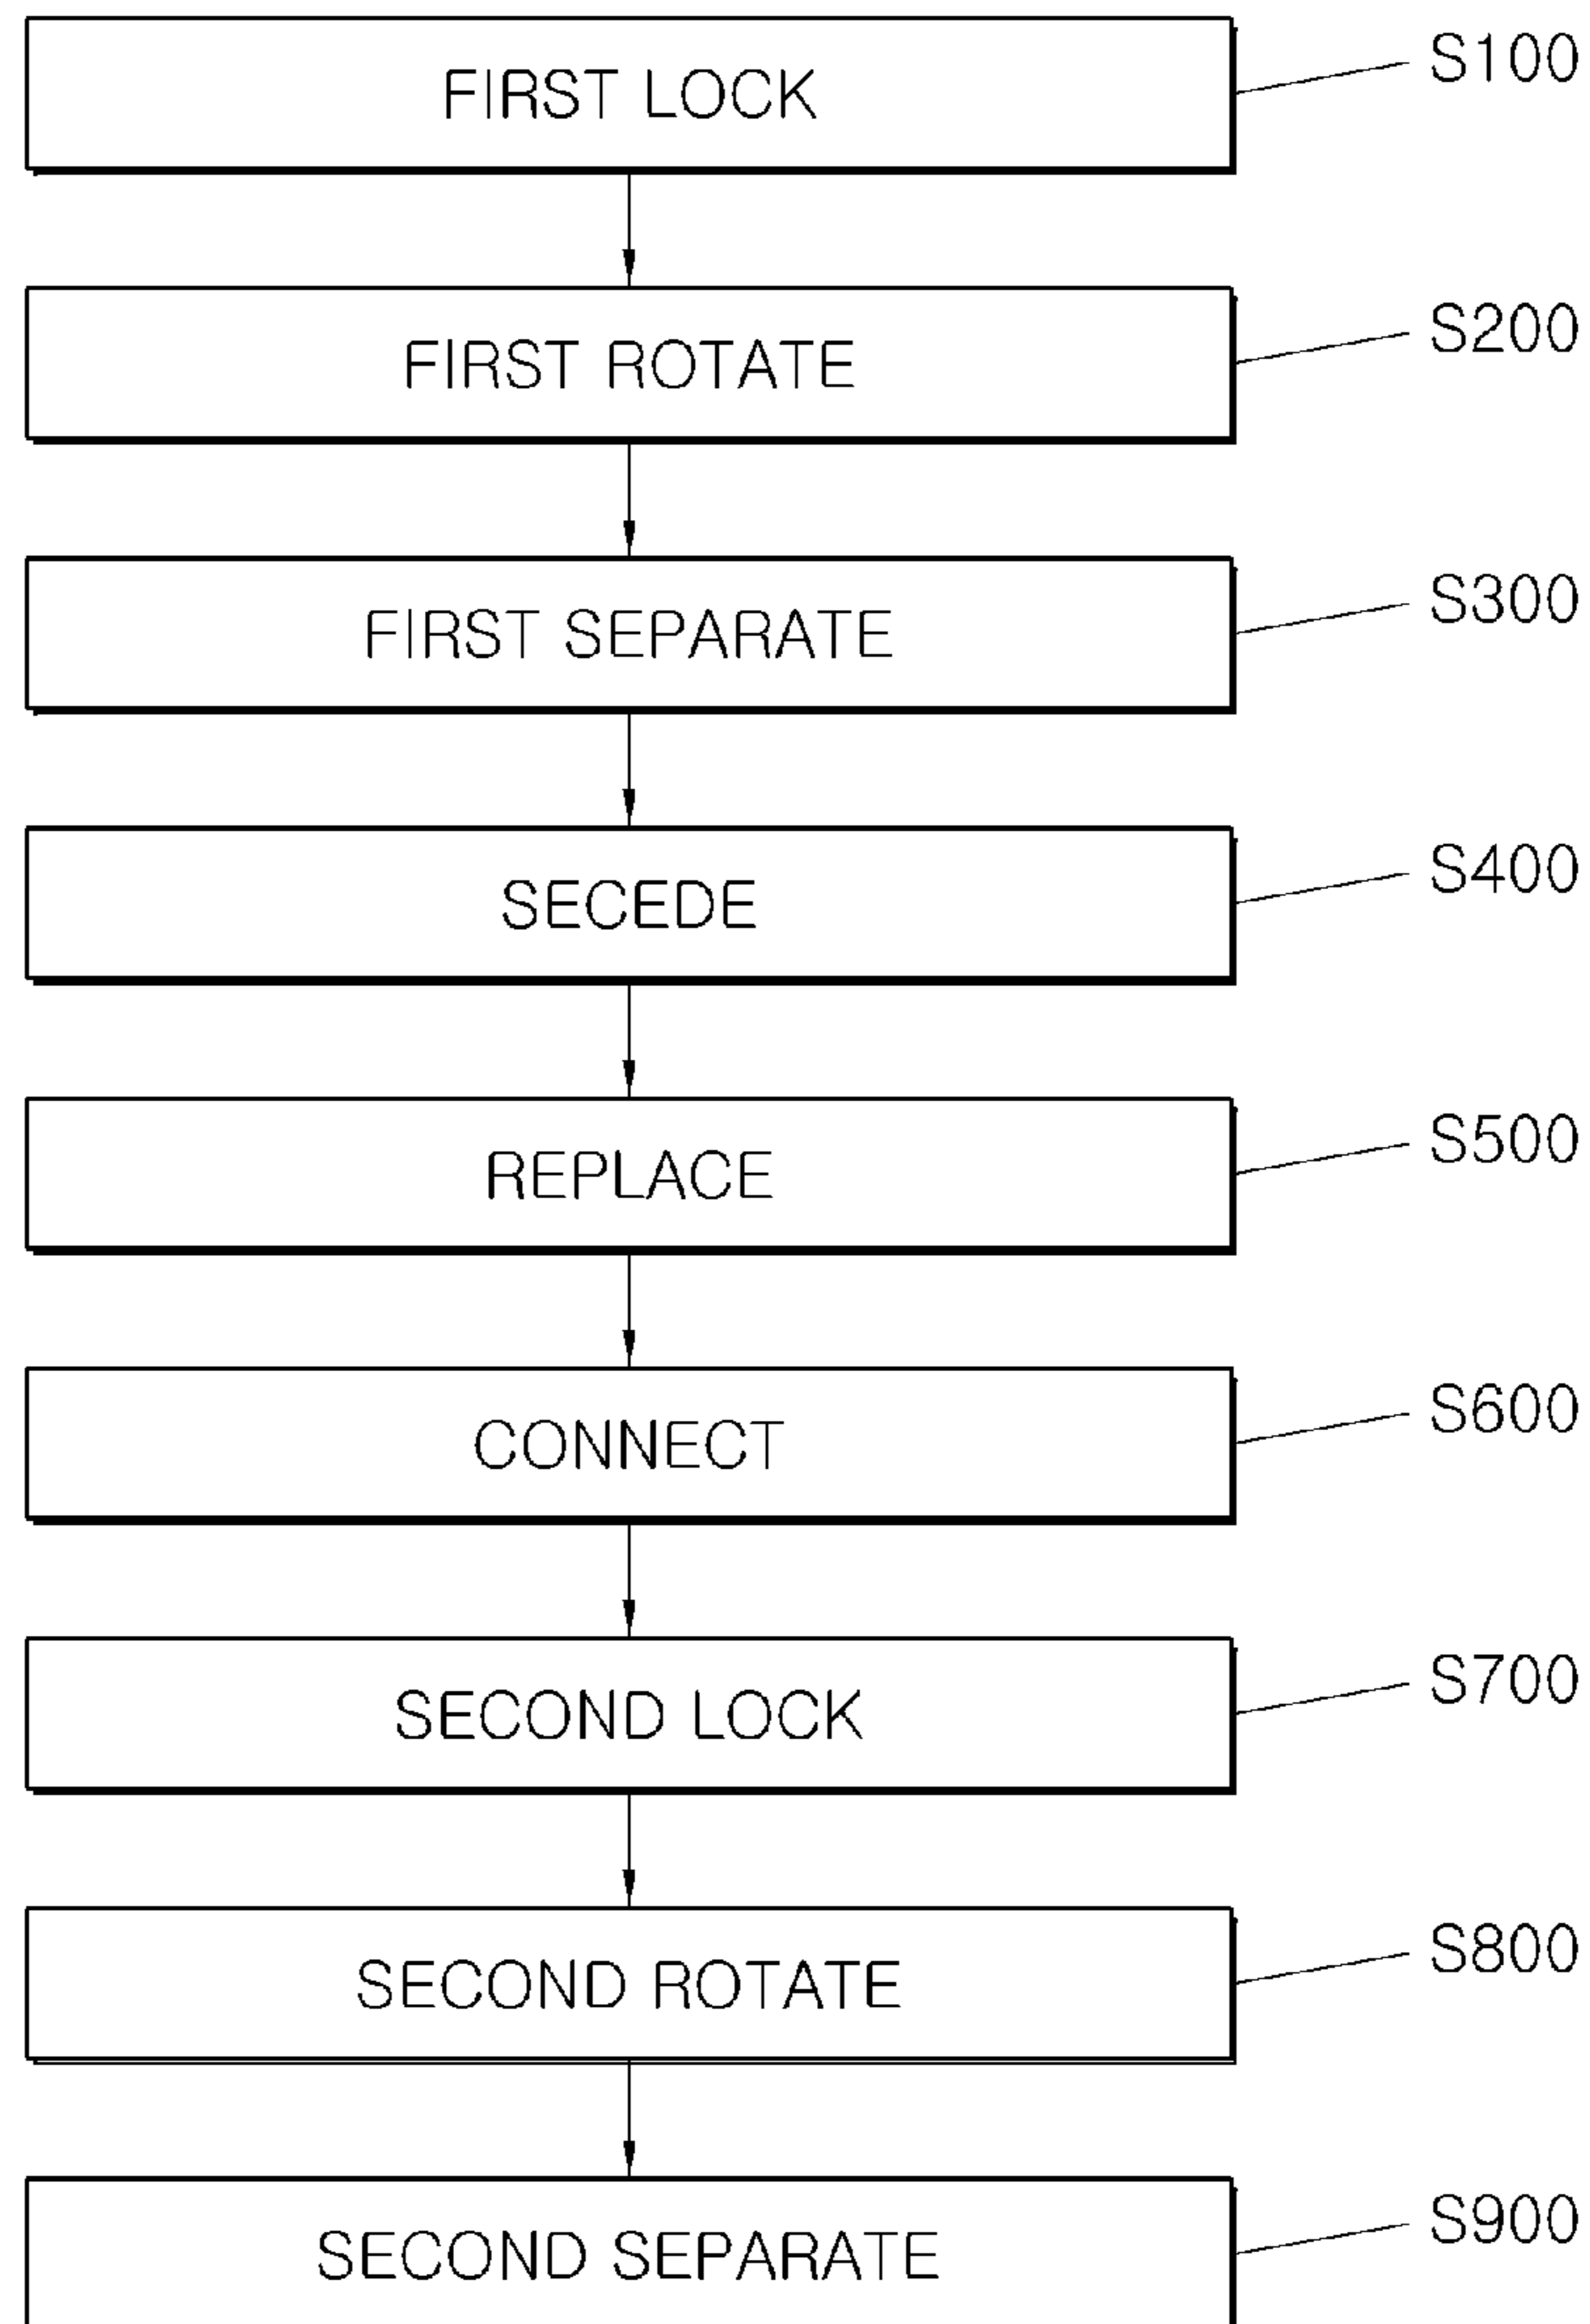 FIRST LOCK S100
FIRST ROTATE S200
FIRST SEPARATE S300
SECEDE S400
REPLACE S500
CONNECT S600
SECOND LOCK S700
SECOND ROTATE S800
SECOND SEPARATE S900